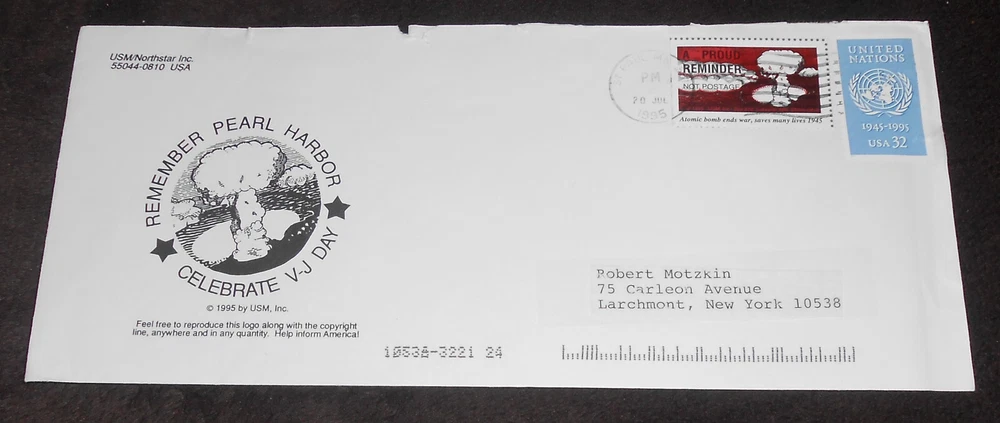 USM/Northstar Inc.
55044-0810 USA
PM
20 JUL
1995
A PROUD
REMINDER
NOT POSTAGE
Atomic bomb ends war, saves many lives 1945
UNITED
NATIONS
1945-1995
USA 32
REMEMBER PEARL HARBOR
CELEBRATE V-J DAY
© 1995 by USM, Inc.
Feel free to reproduce this logo along with the copyright
line, anywhere and in any quantity. Help inform America!
Robert Motzkin
75 Carleon Avenue
Larchmont, New York 10538
1053A-3221 24